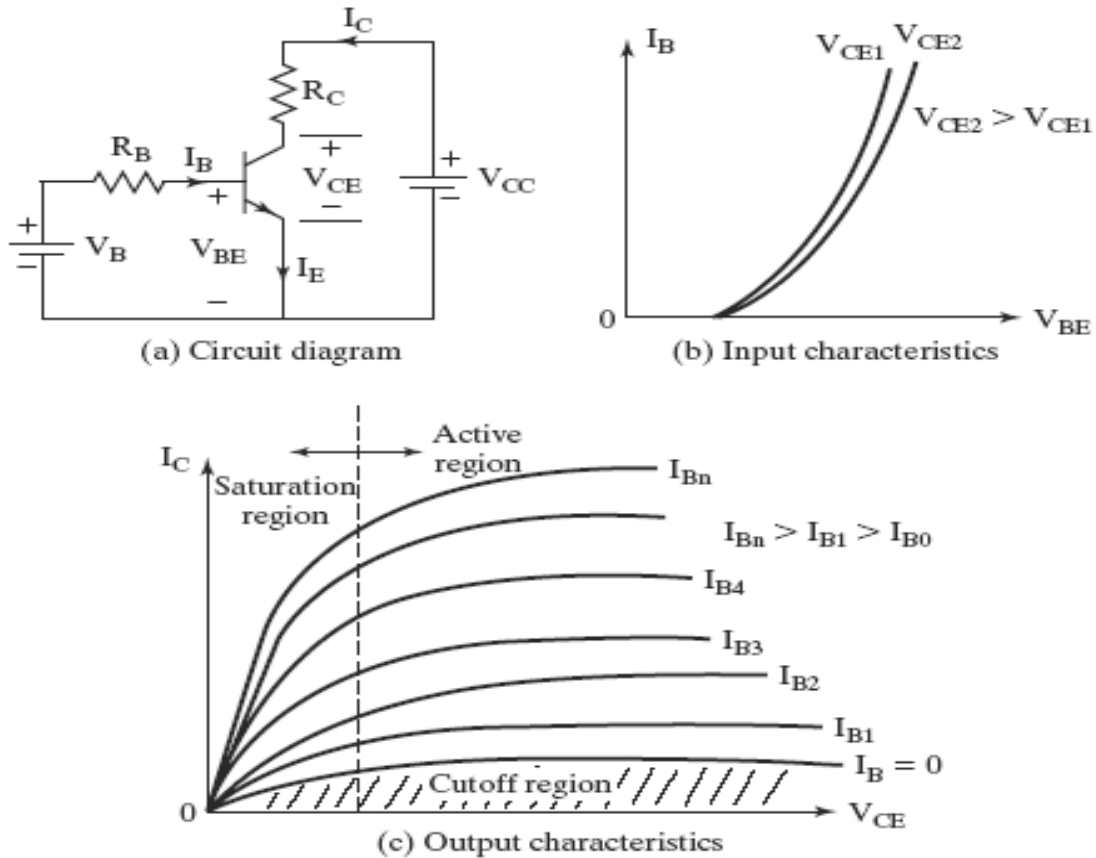 I_C
R_C
R_B
I_B
+
+
+
V_CE
+
V_CC
−
−
+
V_B
−
V_BE
I_E
−
(a) Circuit diagram
I_B
V_CE1
V_CE2
V_CE2 > V_CE1
0
V_BE
(b) Input characteristics
I_C
Saturation
region
Active
region
I_Bn
I_Bn > I_B1 > I_B0
I_B4
I_B3
I_B2
I_B1
I_B = 0
Cutoff region
0
V_CE
(c) Output characteristics